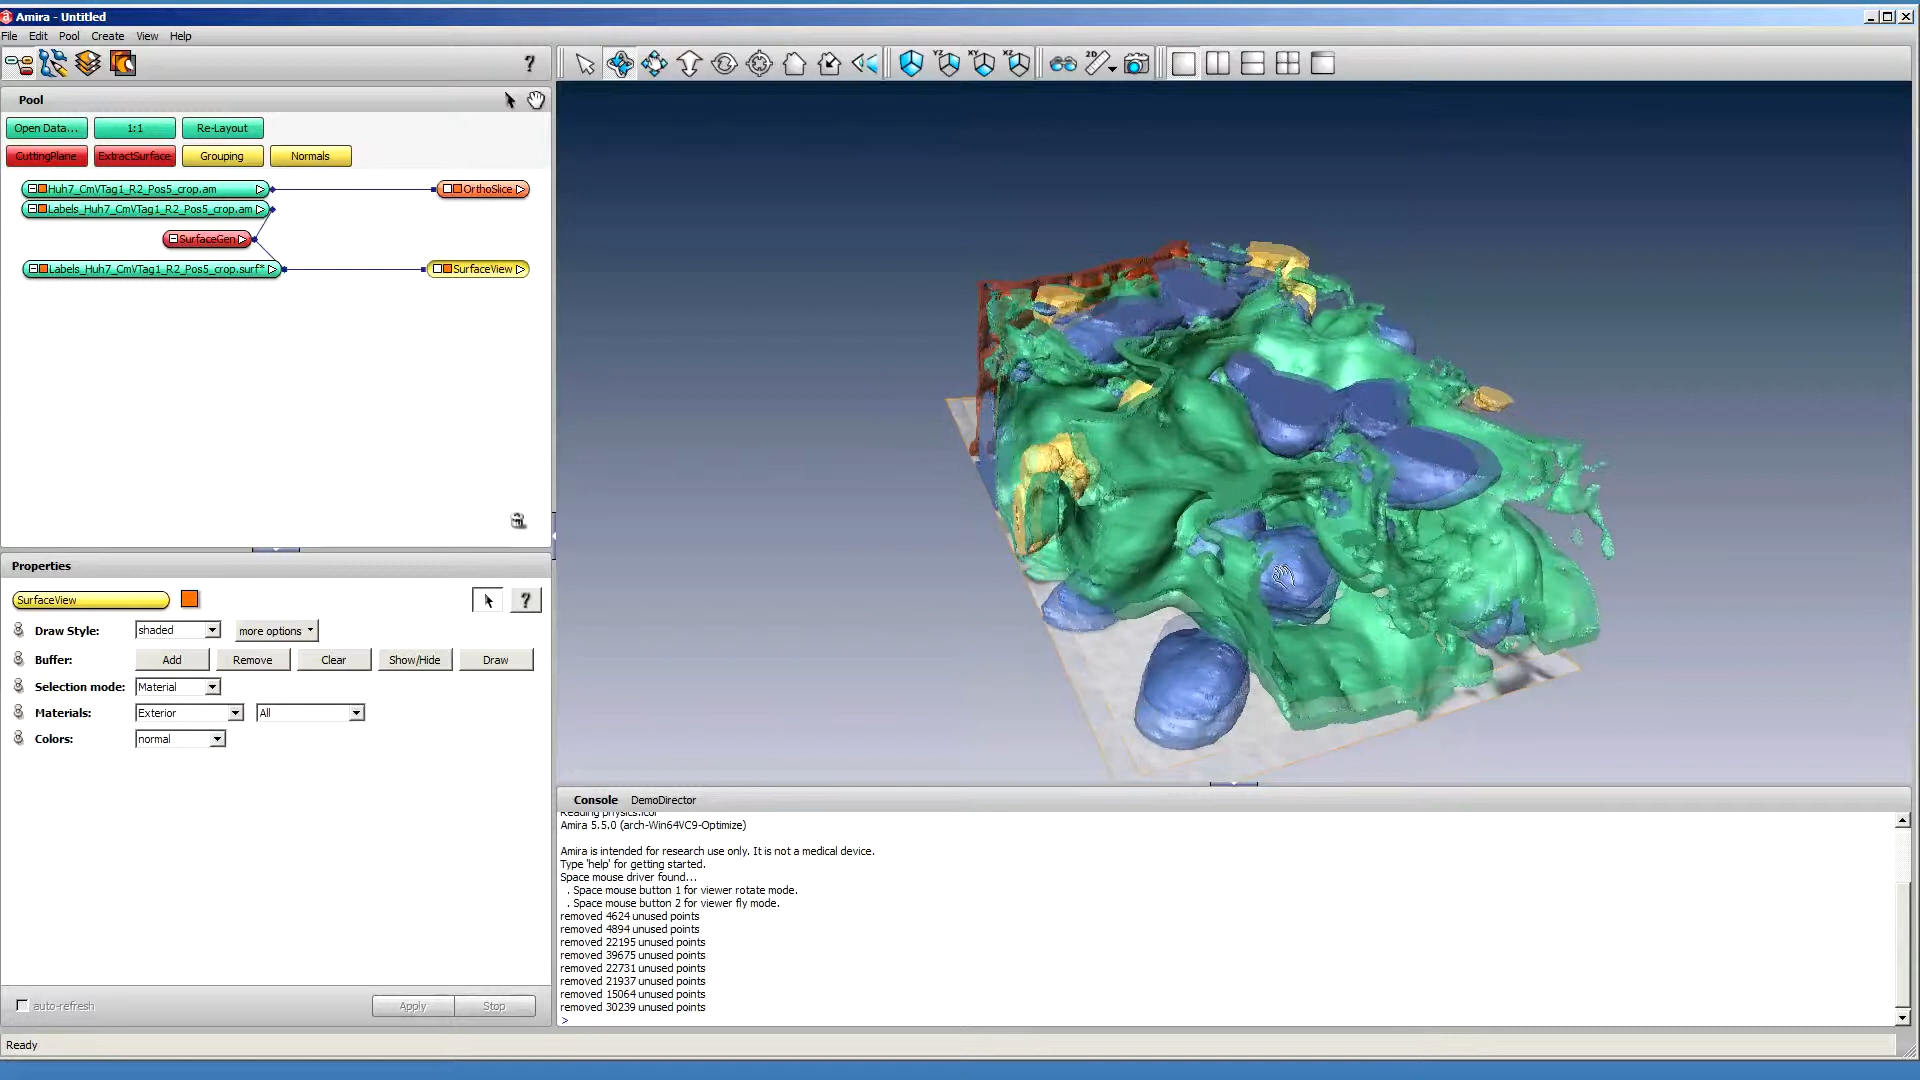 Amira - Untitled
File Edit Pool Create View Help
?
YZ XY XZ 2D
Pool
Open Data... 1:1 Re-Layout
CuttingPlane ExtractSurface Grouping Normals
Huh7_CmVTag1_R2_Pos5_crop.am OrthoSlice
Labels_Huh7_CmVTag1_R2_Pos5_crop.am
SurfaceGen
Labels_Huh7_CmVTag1_R2_Pos5_crop.surf* SurfaceView
Properties
SurfaceView ?
Draw Style: shaded more options
Buffer: Add Remove Clear Show/Hide Draw
Selection mode: Material
Materials: Exterior All
Colors: normal
auto-refresh Apply Stop
Console DemoDirector
Reading physics.icol
Amira 5.5.0 (arch-Win64VC9-Optimize)
Amira is intended for research use only. It is not a medical device.
Type 'help' for getting started.
Space mouse driver found...
. Space mouse button 1 for viewer rotate mode.
. Space mouse button 2 for viewer fly mode.
removed 4624 unused points
removed 4894 unused points
removed 22195 unused points
removed 39675 unused points
removed 22731 unused points
removed 21937 unused points
removed 15064 unused points
removed 30239 unused points
>
Ready